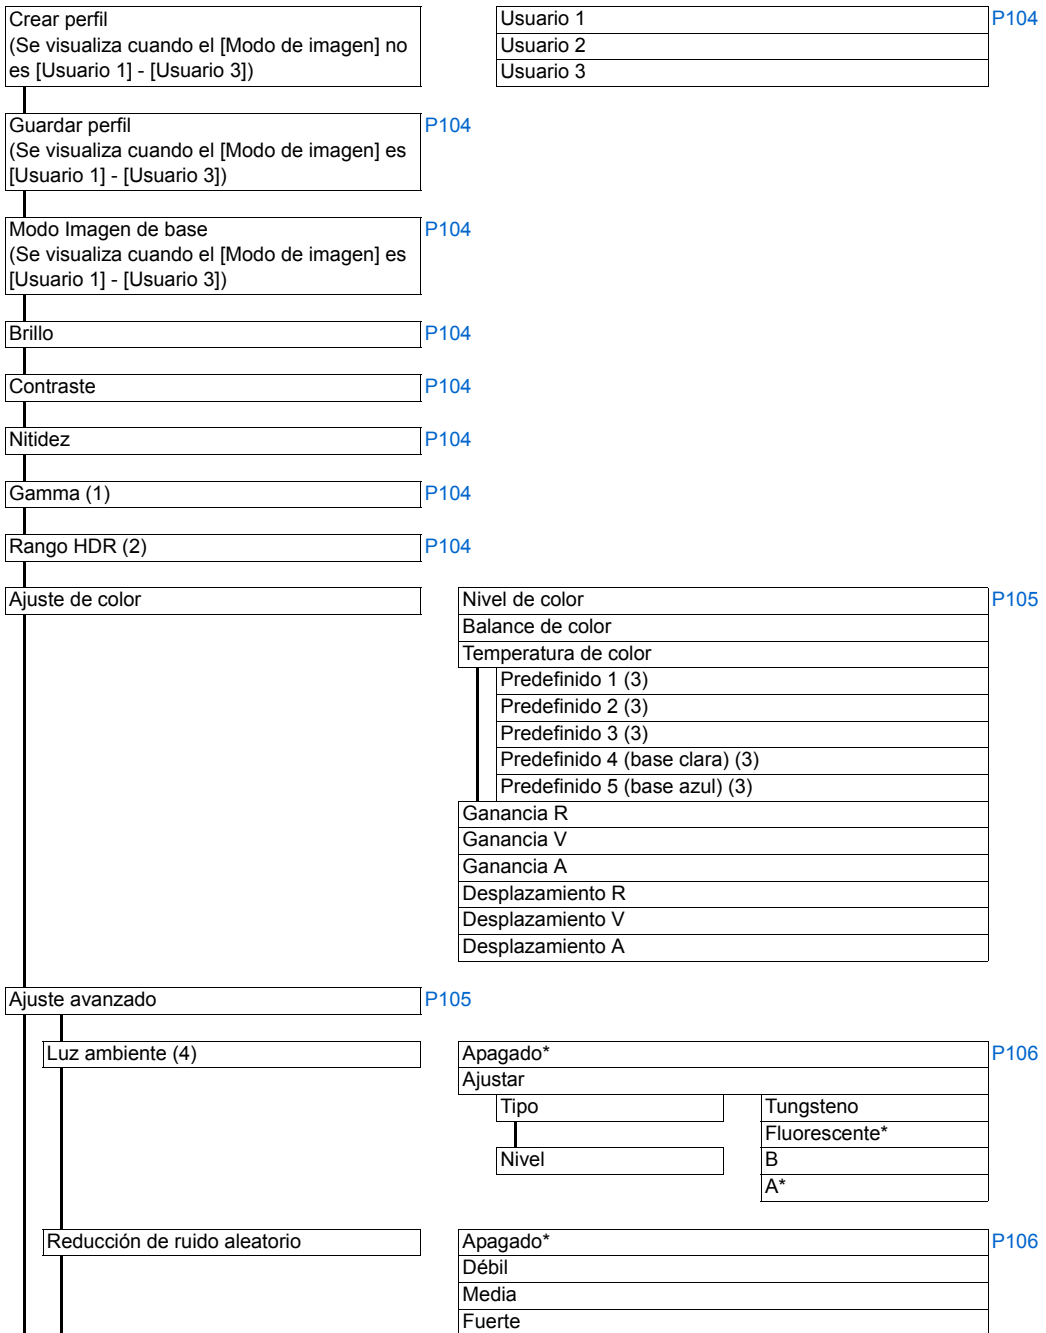 Crear perfil
(Se visualiza cuando el [Modo de imagen] no
es [Usuario 1] - [Usuario 3])
Usuario 1
P104
Usuario 2
Usuario 3
Guardar perfil
P104
(Se visualiza cuando el [Modo de imagen] es
[Usuario 1] - [Usuario 3])
Modo Imagen de base
P104
(Se visualiza cuando el [Modo de imagen] es
[Usuario 1] - [Usuario 3])
Brillo
P104
Contraste
P104
Nitidez
P104
Gamma (1)
P104
Rango HDR (2)
P104
Ajuste de color
Nivel de color
P105
Balance de color
Temperatura de color
Predefinido 1 (3)
Predefinido 2 (3)
Predefinido 3 (3)
Predefinido 4 (base clara) (3)
Predefinido 5 (base azul) (3)
Ganancia R
Ganancia V
Ganancia A
Desplazamiento R
Desplazamiento V
Desplazamiento A
Ajuste avanzado
P105
Luz ambiente (4)
Apagado*
P106
Ajustar
Tipo
Tungsteno
Fluorescente*
Nivel
B
A*
Reducción de ruido aleatorio
Apagado*
P106
Débil
Media
Fuerte